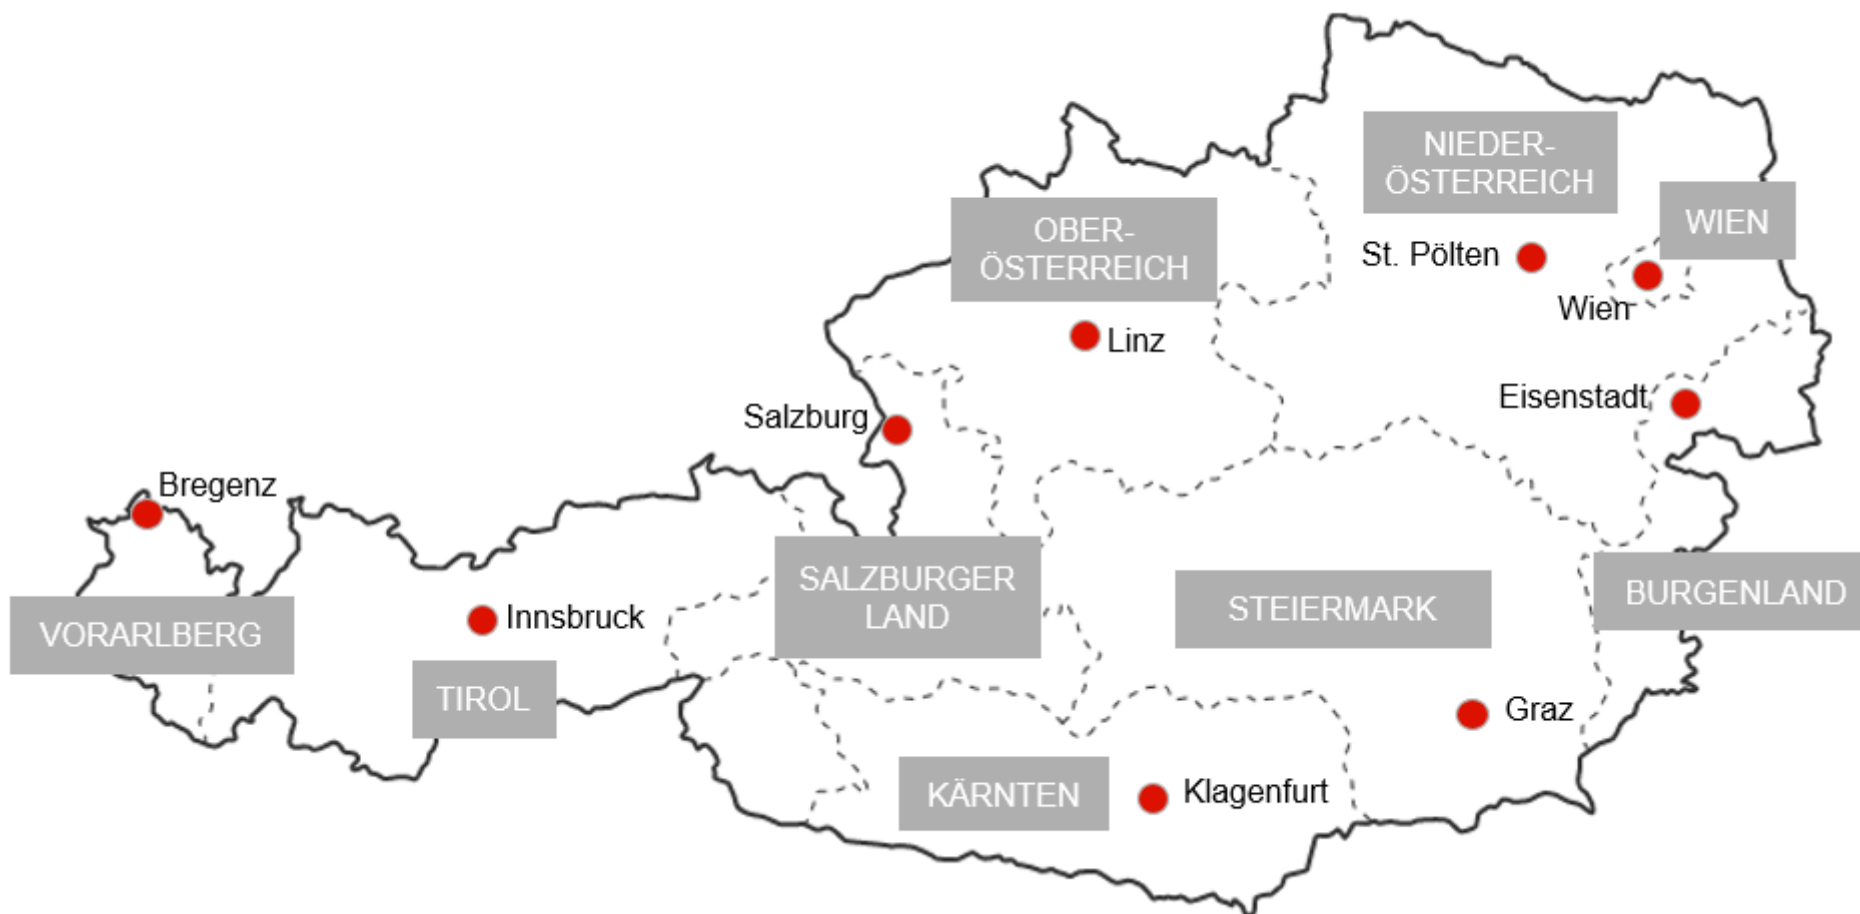 NIEDER-
ÖSTERREICH
WIEN
OBER-
ÖSTERREICH
St. Pölten
Wien
Linz
Eisenstadt
Salzburg
Bregenz
SALZBURGER
LAND
STEIERMARK
BURGENLAND
Innsbruck
VORARLBERG
TIROL
Graz
KÄRNTEN
Klagenfurt